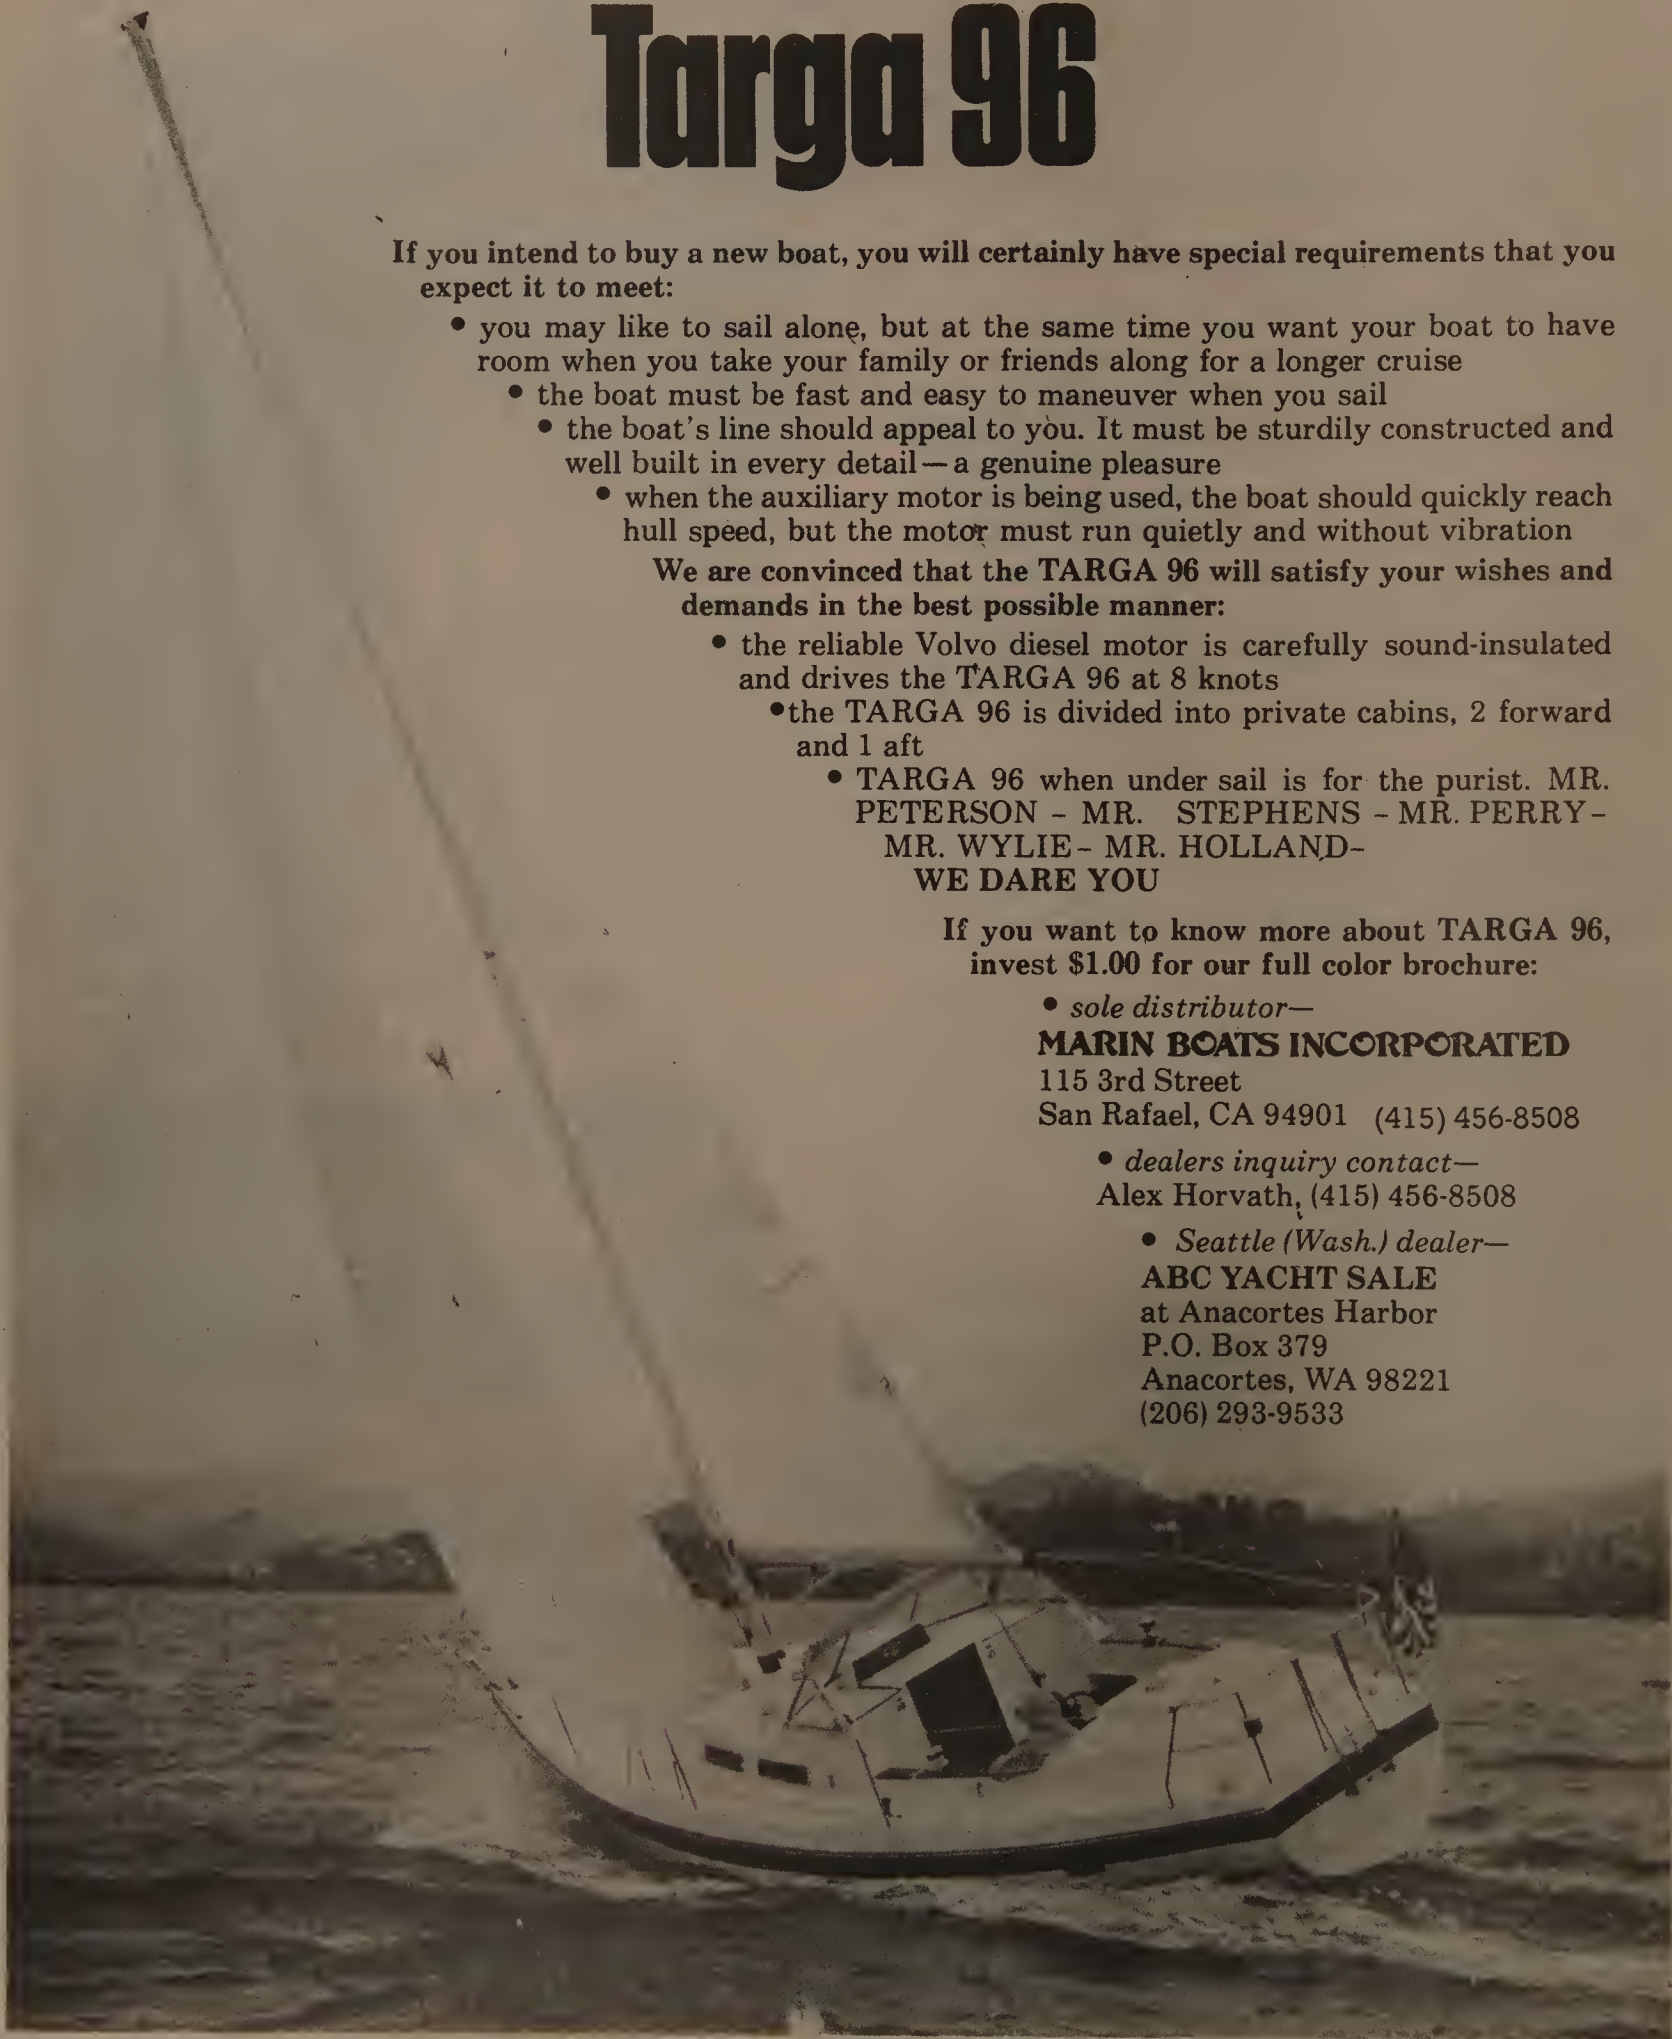 Targa 96
If you intend to buy a new boat, you will certainly have special requirements that you
expect it to meet:
• you may like to sail alone, but at the same time you want your boat to have
room when you take your family or friends along for a longer cruise
• the boat must be fast and easy to maneuver when you sail
• the boat's line should appeal to you. It must be sturdily constructed and
well built in every detail—a genuine pleasure
• when the auxiliary motor is being used, the boat should quickly reach
hull speed, but the motor must run quietly and without vibration
We are convinced that the TARGA 96 will satisfy your wishes and
demands in the best possible manner:
• the reliable Volvo diesel motor is carefully sound-insulated
and drives the TARGA 96 at 8 knots
•the TARGA 96 is divided into private cabins, 2 forward
and 1 aft
• TARGA 96 when under sail is for the purist. MR.
PETERSON - MR. STEPHENS - MR. PERRY-
MR. WYLIE- MR. HOLLAND-
WE DARE YOU
If you want to know more about TARGA 96,
invest $1.00 for our full color brochure:
• sole distributor—
MARIN BOATS INCORPORATED
115 3rd Street
San Rafael, CA 94901 (415) 456-8508
• dealers inquiry contact—
Alex Horvath, (415) 456-8508
• Seattle (Wash.) dealer—
ABC YACHT SALE
at Anacortes Harbor
P.O. Box 379
Anacortes, WA 98221
(206) 293-9533